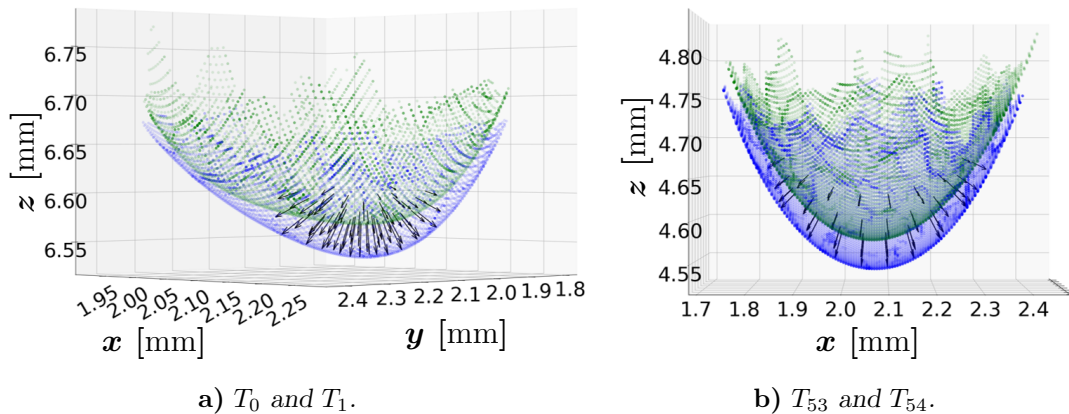 6.75
6.70
6.65
6.60
6.55
z [mm]
1.95 2.00 2.05 2.10 2.15 2.20 2.25
x [mm]
2.4 2.3 2.2 2.1 2.0 1.9 1.8
y [mm]
a) T0 and T1.
4.80
4.75
4.70
4.65
4.60
4.55
z [mm]
1.7 1.8 1.9 2.0 2.1 2.2 2.3 2.4
x [mm]
b) T53 and T54.